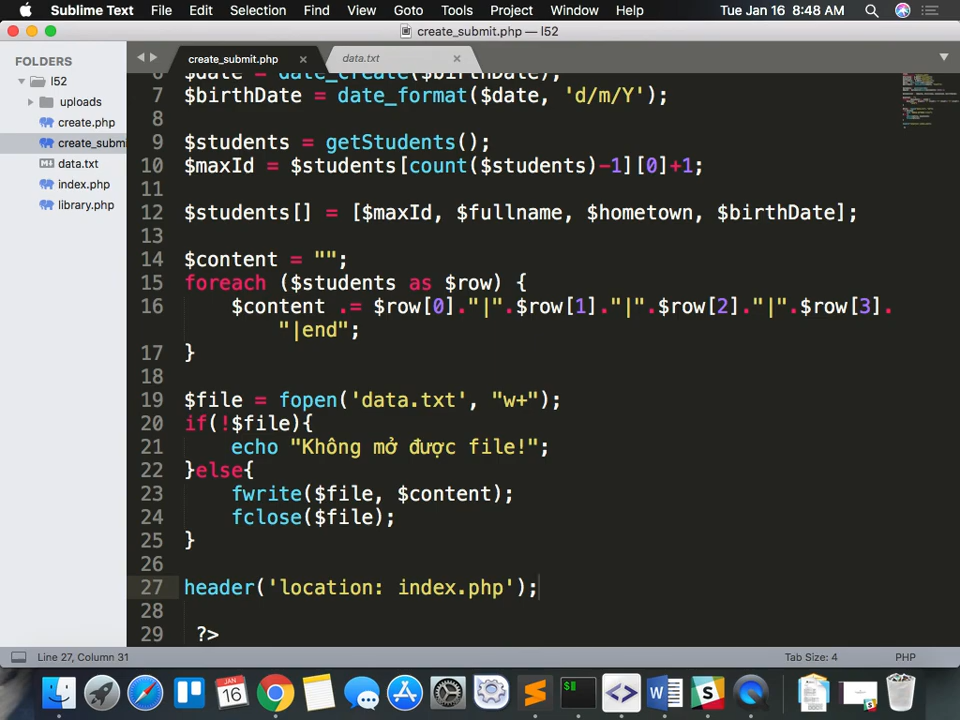 Sublime Text File Edit Selection Find View Goto Tools Project Window Help Tue Jan 16 8:48 AM
create_submit.php — l52
FOLDERS
l52
uploads
create.php
create_submi
data.txt
index.php
library.php
create_submit.php × data.txt ×
6 $date = date_create($birthDate);
7 $birthDate = date_format($date, 'd/m/Y');
8
9 $students = getStudents();
10 $maxId = $students[count($students)-1][0]+1;
11
12 $students[] = [$maxId, $fullname, $hometown, $birthDate];
13
14 $content = "";
15 foreach ($students as $row) {
16 $content .= $row[0]."|".$row[1]."|".$row[2]."|".$row[3].
"|end";
17 }
18
19 $file = fopen('data.txt', "w+");
20 if(!$file){
21 echo "Không mở được file!";
22 }else{
23 fwrite($file, $content);
24 fclose($file);
25 }
26
27 header('location: index.php');
28
29 ?>
Line 27, Column 31 Tab Size: 4 PHP
JAN
16